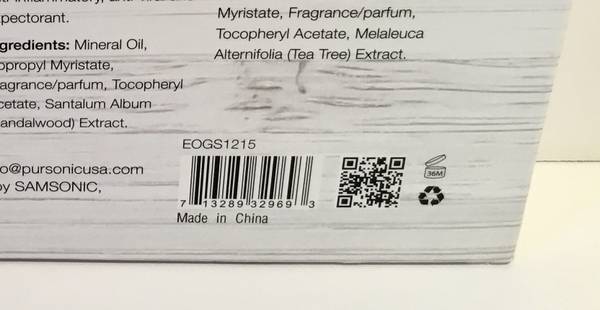 xpectorant.
gredients: Mineral Oil,
opropyl Myristate,
agrance/parfum, Tocopheryl
cetate, Santalum Album
andalwood) Extract.
o@pursonicusa.com
by SAMSONIC,
Myristate, Fragrance/parfum,
Tocopheryl Acetate, Melaleuca
Alternifolia (Tea Tree) Extract.
EOGS1215
7 13289 32969 3
Made in China
36M